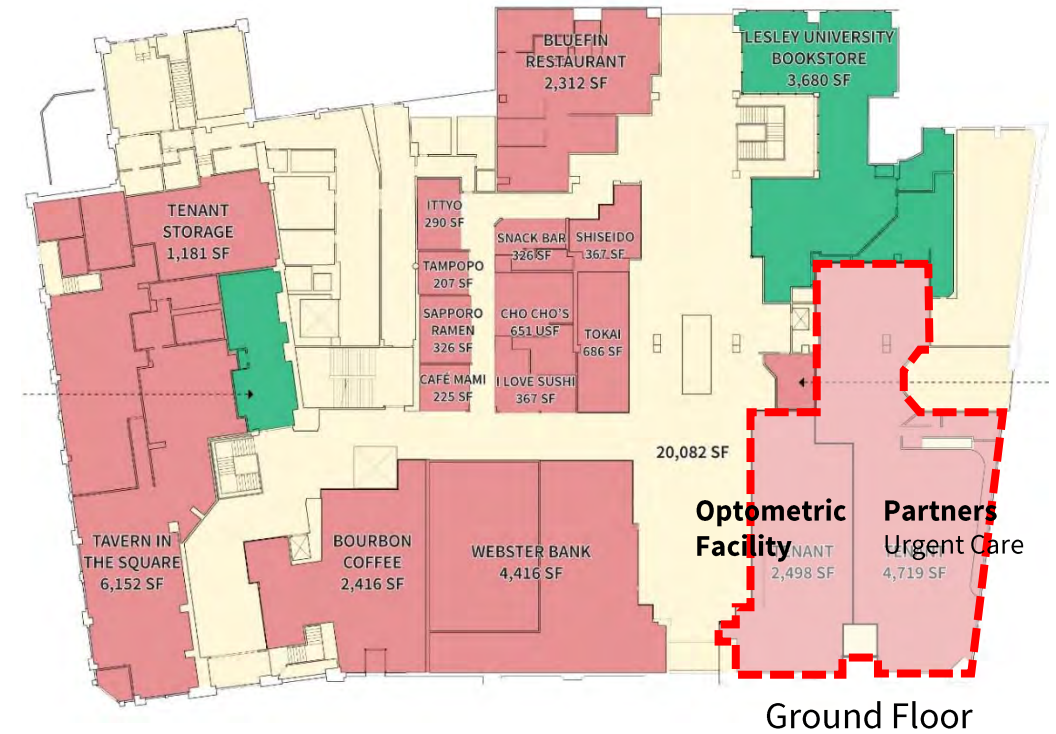 BLUEFIN
RESTAURANT
2,312 SF
LESLEY UNIVERSITY
BOOKSTORE
3,680 SF
TENANT
STORAGE
1,181 SF
ITTYO
290 SF
SNACK BAR
326 SF
SHISEIDO
367 SF
TAMPOPO
207 SF
SAPPORO
RAMEN
326 SF
CHO CHO'S
651 USF
TOKAI
686 SF
CAFÉ MAMI
225 SF
I LOVE SUSHI
367 SF
20,082 SF
TAVERN IN
THE SQUARE
6,152 SF
BOURBON
COFFEE
2,416 SF
WEBSTER BANK
4,416 SF
Optometric
Facility
TENANT
2,498 SF
Partners
Urgent Care
TENANT
4,719 SF
Ground Floor